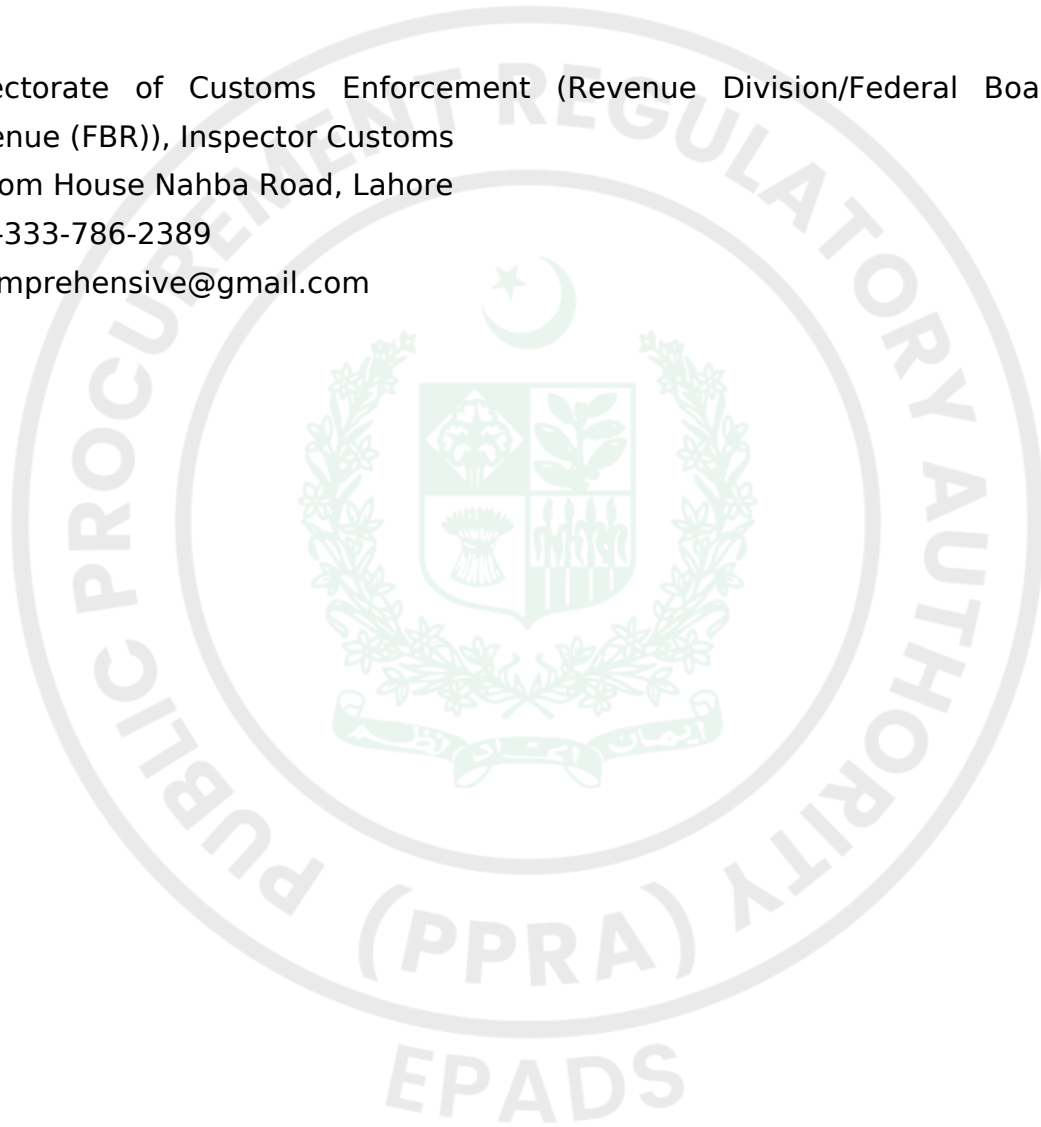 ectorate of Customs Enforcement (Revenue Division/Federal Boa
enue (FBR)), Inspector Customs
om House Nahba Road, Lahore
-333-786-2389
mprehensive@gmail.com
PUBLIC PROCUREMENT REGULATORY AUTHORITY
(PPRA)
EPADS